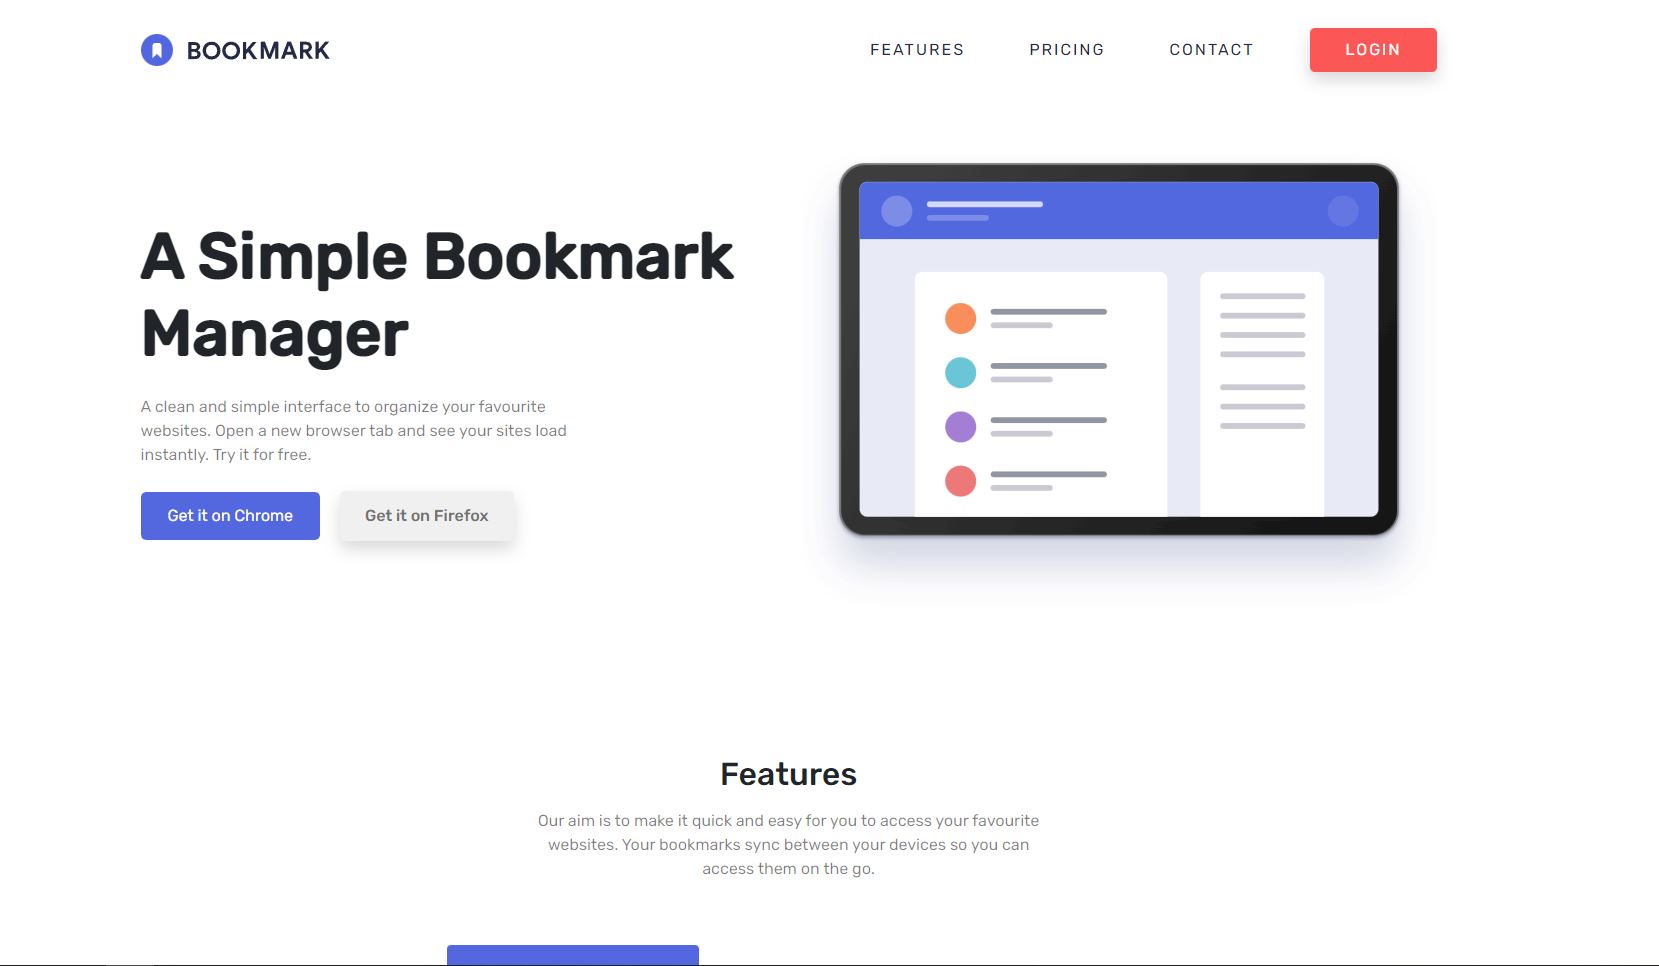 BOOKMARK
FEATURES
PRICING
CONTACT
LOGIN
A Simple Bookmark
Manager
A clean and simple interface to organize your favourite
websites. Open a new browser tab and see your sites load
instantly. Try it for free.
Get it on Chrome
Get it on Firefox
Features
Our aim is to make it quick and easy for you to access your favourite
websites. Your bookmarks sync between your devices so you can
access them on the go.